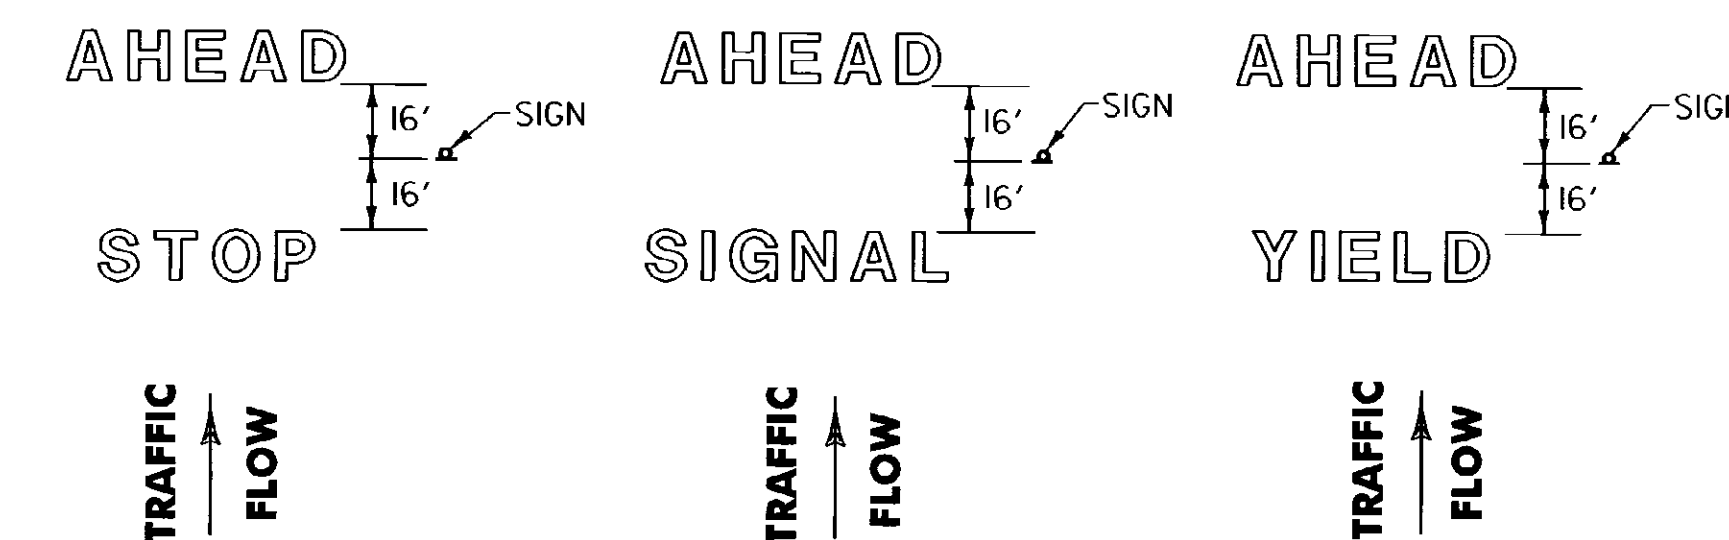 AHEAD AHEAD AHEAD
16' SIGN 16' SIGN 16' SIGN
16' 16' 16'
STOP SIGNAL YIELD
TRAFFIC FLOW TRAFFIC FLOW TRAFFIC FLOW